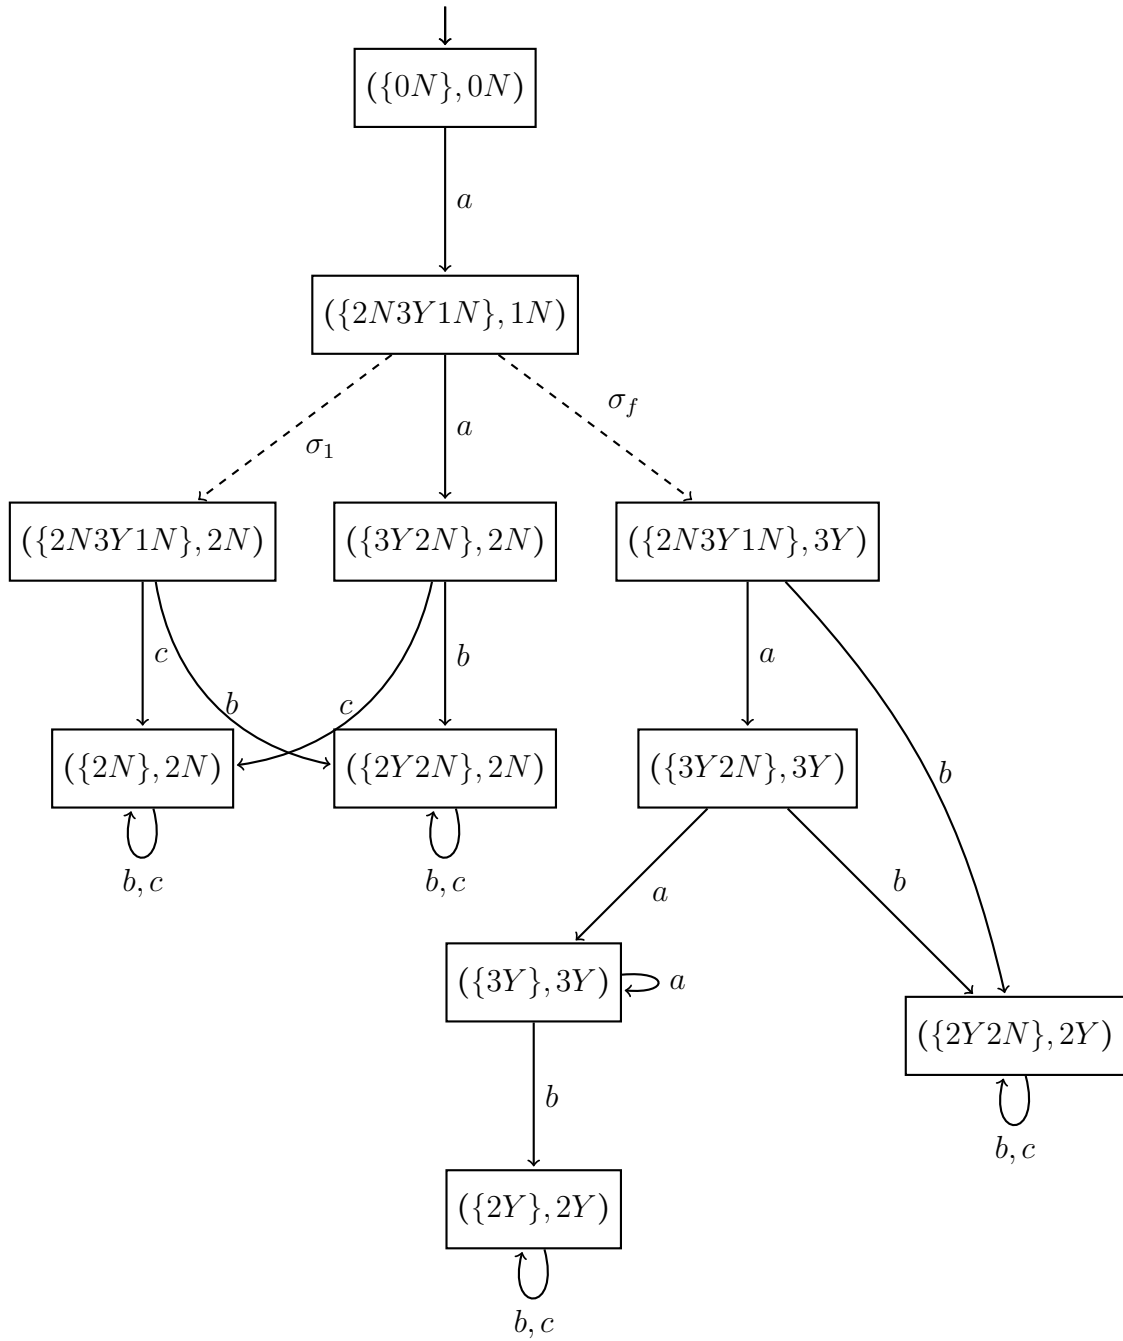 ({0N}, 0N)
a
({2N3Y1N}, 1N)
σ_f
a
σ_1
({2N3Y1N}, 2N)
({3Y2N}, 2N)
({2N3Y1N}, 3Y)
c
b
a
b
c
({2N}, 2N)
({2Y2N}, 2N)
({3Y2N}, 3Y)
b
b, c
b, c
a
b
({3Y}, 3Y)
a
({2Y2N}, 2Y)
b
b, c
({2Y}, 2Y)
b, c